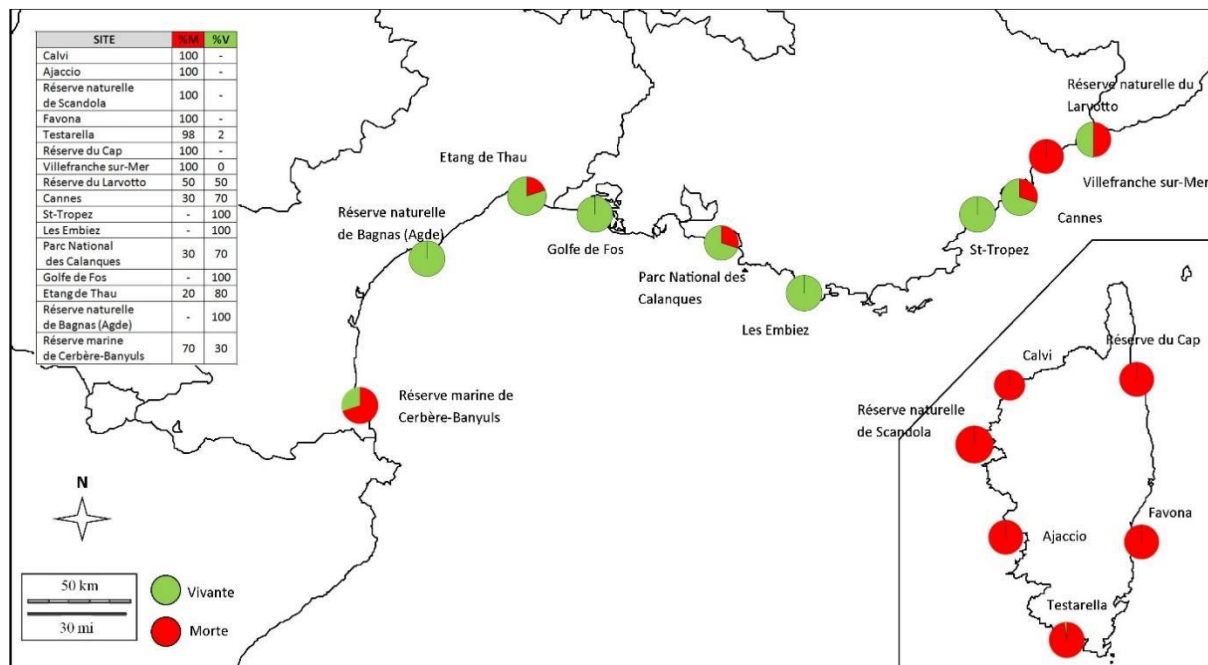 SITE %M %V
Calvi 100 -
Ajaccio 100 -
Réserve naturelle
de Scandola 100 -
Favona 100 -
Testarella 98 2
Réserve du Cap 100 -
Villefranche sur-Mer 100 0
Réserve du Larvotto 50 50
Cannes 30 70
St-Tropez - 100
Les Embiez - 100
Parc National
des Calanques 30 70
Golfe de Fos - 100
Etang de Thau 20 80
Réserve naturelle
de Bagnas (Agde) - 100
Réserve marine
de Cerbère-Banyuls 70 30
Réserve naturelle du
Larvotto
Villefranche sur-Mer
Cannes
St-Tropez
Etang de Thau
Réserve naturelle
de Bagnas (Agde)
Golfe de Fos
Parc National des
Calanques
Les Embiez
Réserve marine de
Cerbère-Banyuls
Calvi
Réserve du Cap
Réserve naturelle
de Scandola
Ajaccio
Favona
Testarella
N
50 km
30 mi
Vivante
Morte